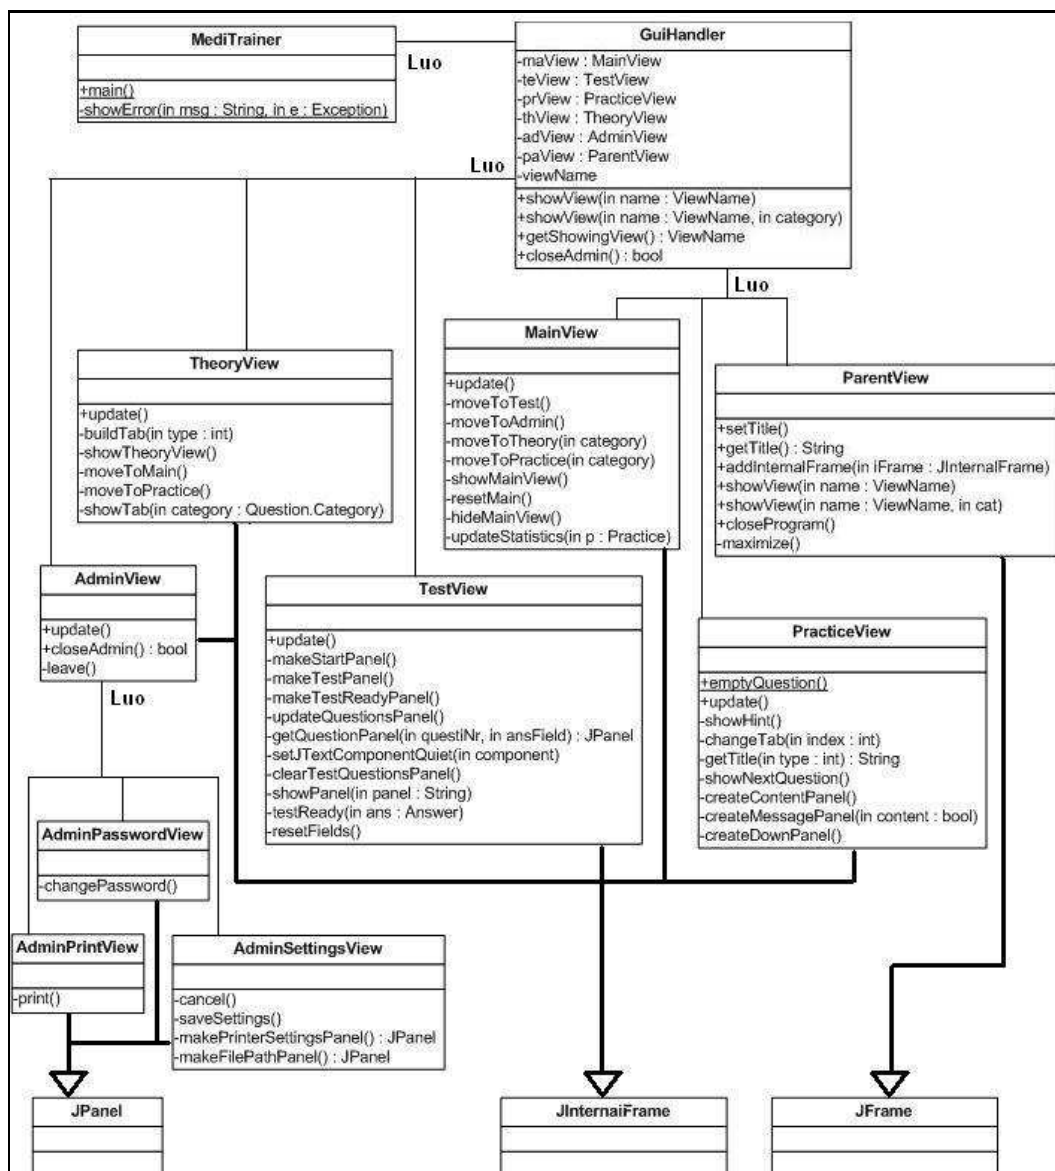 MediTrainer
+main()
-showError(in msg : String, in e : Exception)
Luo
GuiHandler
-maView : MainView
-teView : TestView
-prView : PracticeView
-thView : TheoryView
-adView : AdminView
-paView : ParentView
-viewName
+showView(in name : ViewName)
+showView(in name : ViewName, in category)
+getShowingView() : ViewName
+closeAdmin() : bool
Luo
Luo
TheoryView
+update()
-buildTab(in type : int)
-showTheoryView()
-moveToMain()
-moveToPractice()
-showTab(in category : Question.Category)
MainView
+update()
-moveToTest()
-moveToAdmin()
-moveToTheory(in category)
-moveToPractice(in category)
-showMainView()
-resetMain()
-hideMainView()
-updateStatistics(in p : Practice)
ParentView
+setTitle()
+getTitle() : String
+addInternalFrame(in iFrame : JInternalFrame)
+showView(in name : ViewName)
+showView(in name : ViewName, in cat)
+closeProgram()
-maximize()
AdminView
+update()
+closeAdmin() : bool
-leave()
Luo
TestView
+update()
-makeStartPanel()
-makeTestPanel()
-makeTestReadyPanel()
-updateQuestionsPanel()
-getQuestionPanel(in questiNr, in ansField) : JPanel
-setJTextComponentQuiet(in component)
-clearTestQuestionsPanel()
-showPanel(in panel : String)
-testReady(in ans : Answer)
-resetFields()
PracticeView
+emptyQuestion()
+update()
-showHint()
-changeTab(in index : int)
-getTitle(in type : int) : String
-showNextQuestion()
-createContentPanel()
-createMessagePanel(in content : bool)
-createDownPanel()
AdminPasswordView
-changePassword()
AdminPrintView
-print()
AdminSettingsView
-cancel()
-saveSettings()
-makePrinterSettingsPanel() : JPanel
-makeFilePathPanel() : JPanel
JPanel
JInternaiFrame
JFrame